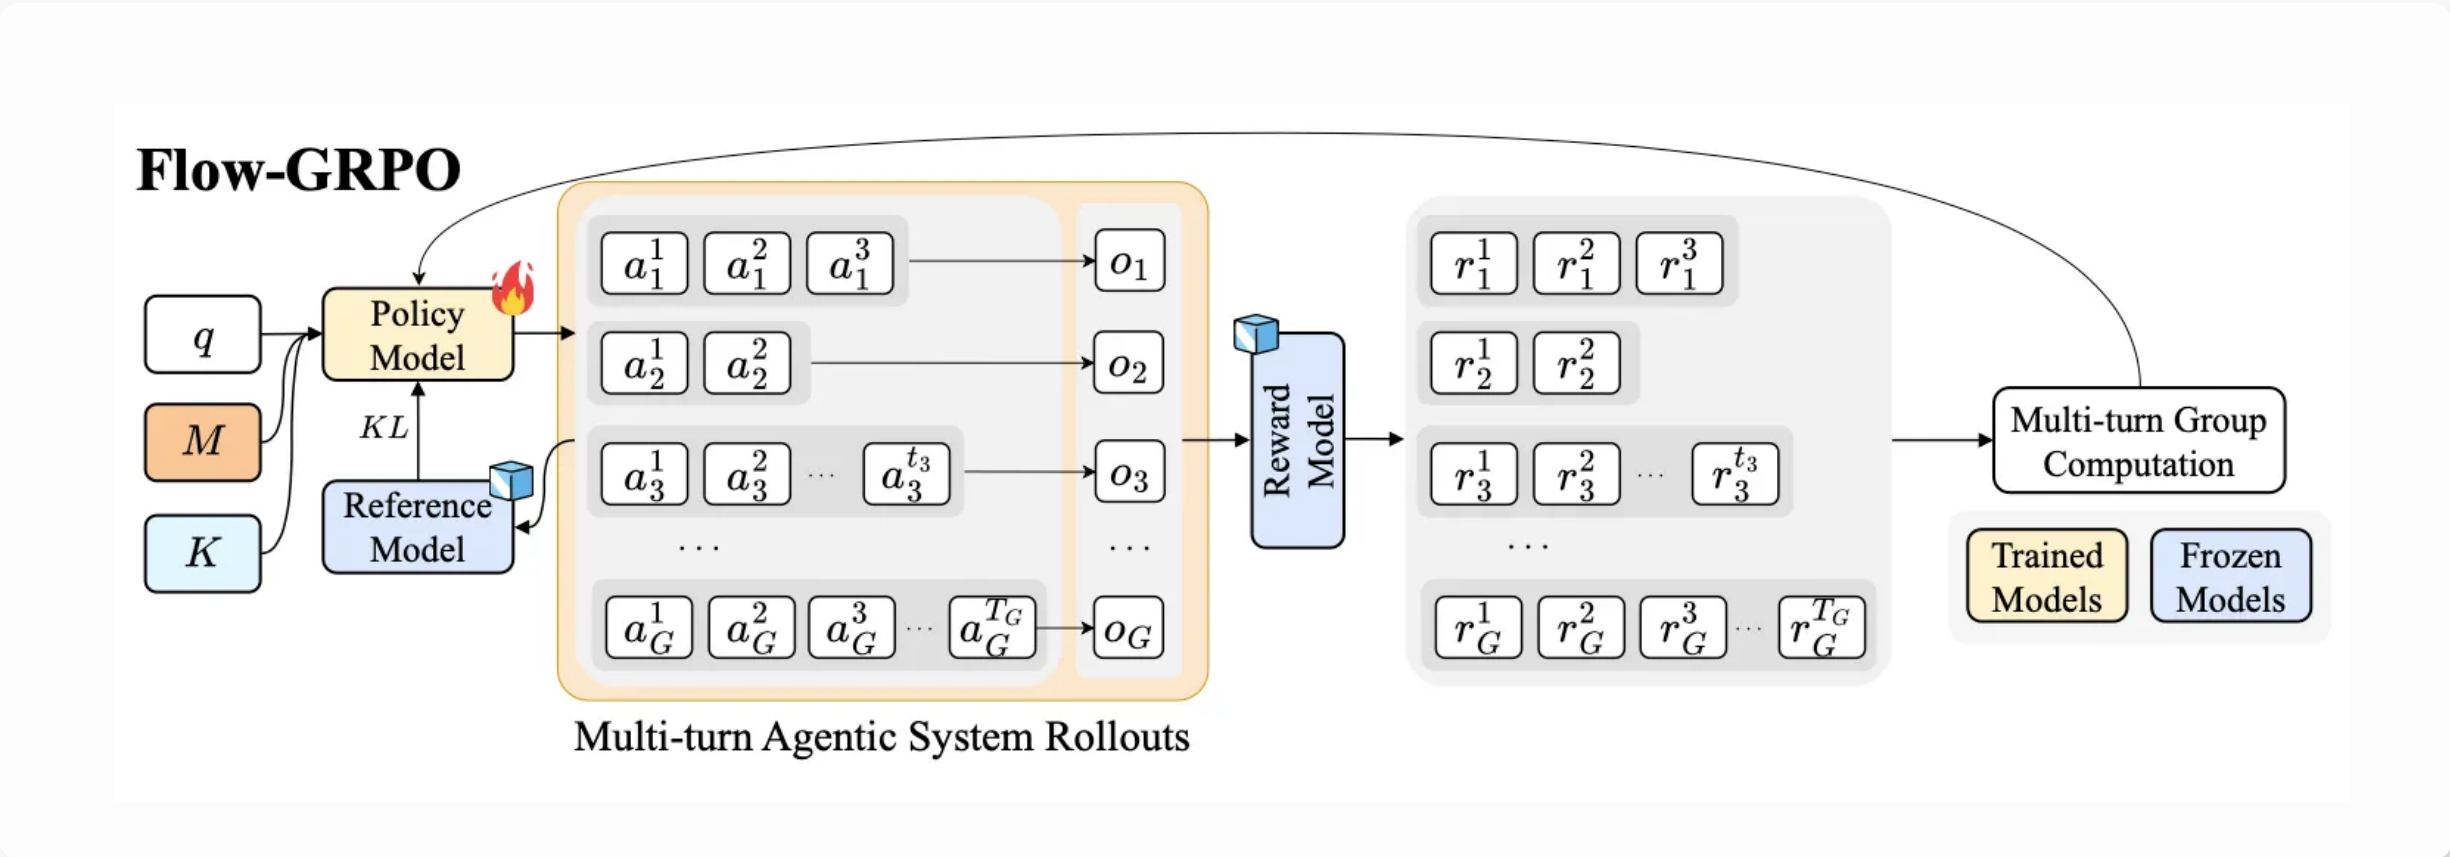 Flow-GRPO
q
M
K
Policy
Model
KL
Reference
Model
a_1^1 a_1^2 a_1^3 o_1
a_2^1 a_2^2 o_2
a_3^1 a_3^2 ... a_3^{t_3} o_3
... ...
a_G^1 a_G^2 a_G^3 ... a_G^{T_G} o_G
Multi-turn Agentic System Rollouts
Reward
Model
r_1^1 r_1^2 r_1^3
r_2^1 r_2^2
r_3^1 r_3^2 ... r_3^{t_3}
...
r_G^1 r_G^2 r_G^3 ... r_G^{T_G}
Multi-turn Group
Computation
Trained
Models
Frozen
Models